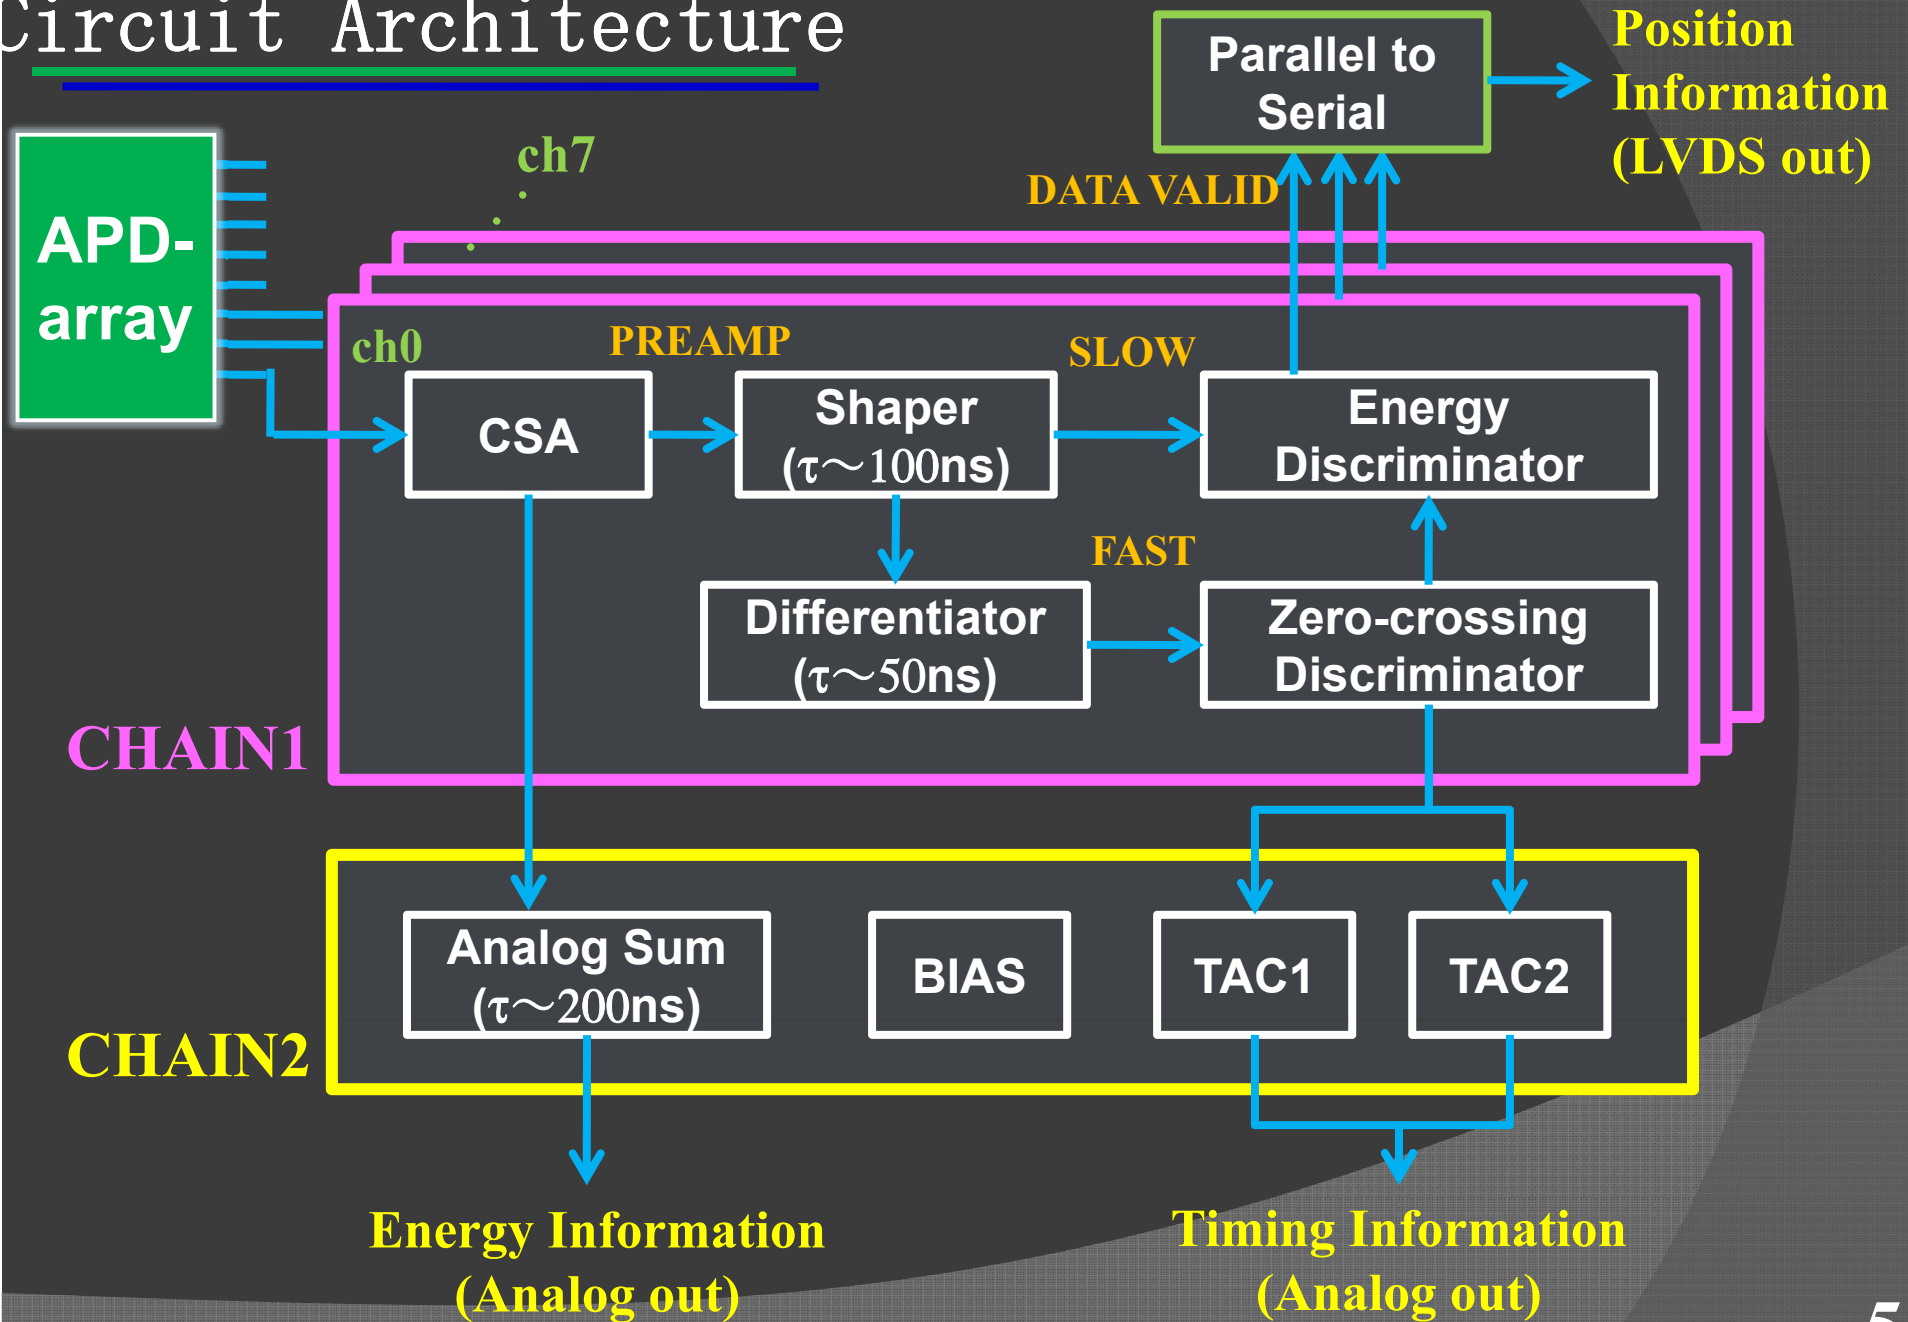 Circuit Architecture
Parallel to
Serial
Position
Information
(LVDS out)
APD-
array
ch7
DATA VALID
ch0
PREAMP
SLOW
CSA
Shaper
(τ～100ns)
Energy
Discriminator
FAST
Differentiator
(τ～50ns)
Zero-crossing
Discriminator
CHAIN1
Analog Sum
(τ～200ns)
BIAS
TAC1
TAC2
CHAIN2
Energy Information
(Analog out)
Timing Information
(Analog out)
5